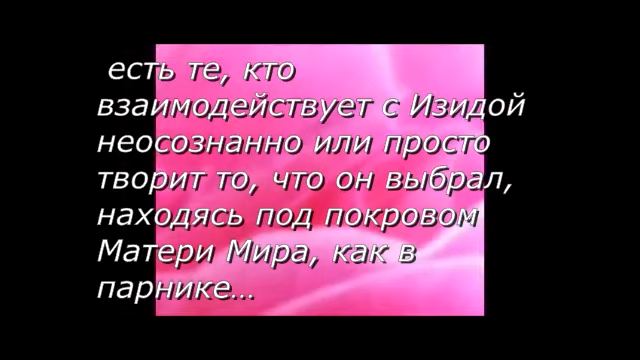 есть те, кто
взаимодействует с Изидой
неосознанно или просто
творит то, что он выбрал,
находясь под покровом
Матери Мира, как в
парнике...